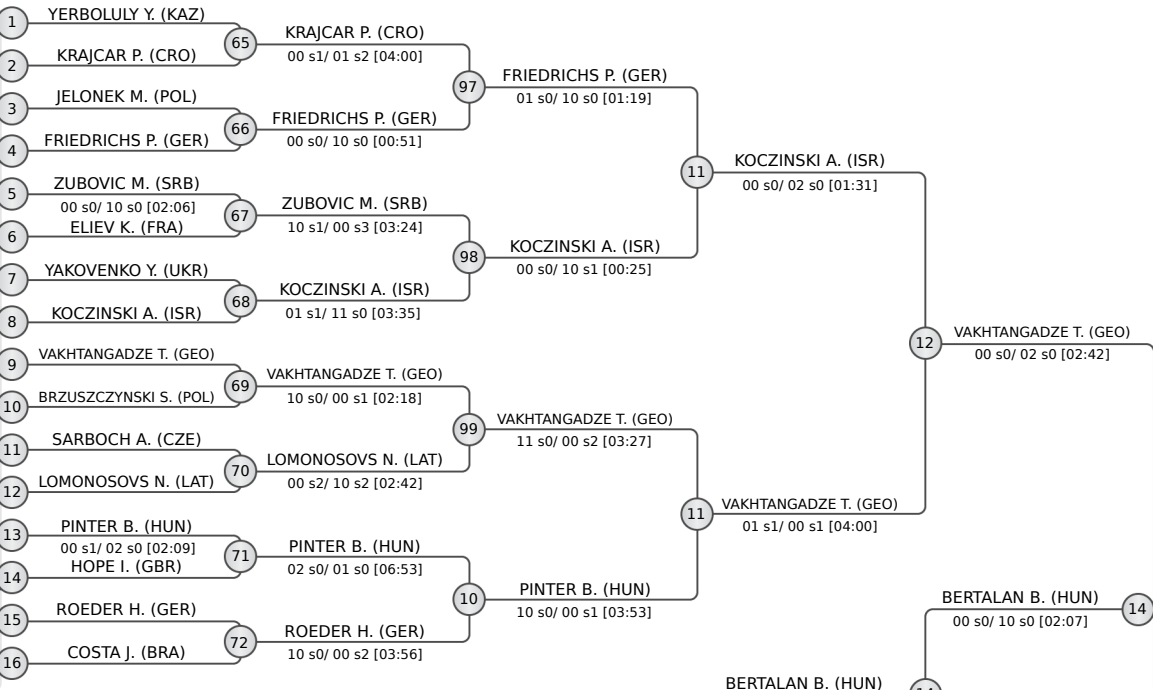 1
YERBOLULY Y. (KAZ)
65
KRAJCAR P. (CRO)
00 s1/ 01 s2 [04:00]
2
KRAJCAR P. (CRO)
97
FRIEDRICHS P. (GER)
01 s0/ 10 s0 [01:19]
3
JELONEK M. (POL)
66
FRIEDRICHS P. (GER)
00 s0/ 10 s0 [00:51]
4
FRIEDRICHS P. (GER)
11
KOCZINSKI A. (ISR)
00 s0/ 02 s0 [01:31]
5
ZUBOVIC M. (SRB)
00 s0/ 10 s0 [02:06]
67
ZUBOVIC M. (SRB)
10 s1/ 00 s3 [03:24]
6
ELIEV K. (FRA)
98
KOCZINSKI A. (ISR)
00 s0/ 10 s1 [00:25]
7
YAKOVENKO Y. (UKR)
68
KOCZINSKI A. (ISR)
01 s1/ 11 s0 [03:35]
8
KOCZINSKI A. (ISR)
12
VAKHTANGADZE T. (GEO)
00 s0/ 02 s0 [02:42]
9
VAKHTANGADZE T. (GEO)
69
VAKHTANGADZE T. (GEO)
10 s0/ 00 s1 [02:18]
10
BRZUSZCZYNSKI S. (POL)
99
VAKHTANGADZE T. (GEO)
11 s0/ 00 s2 [03:27]
11
SARBOCH A. (CZE)
70
LOMONOSOVS N. (LAT)
00 s2/ 10 s2 [02:42]
12
LOMONOSOVS N. (LAT)
11
VAKHTANGADZE T. (GEO)
01 s1/ 00 s1 [04:00]
13
PINTER B. (HUN)
00 s1/ 02 s0 [02:09]
71
PINTER B. (HUN)
02 s0/ 01 s0 [06:53]
14
HOPE I. (GBR)
10
PINTER B. (HUN)
10 s0/ 00 s1 [03:53]
15
ROEDER H. (GER)
72
ROEDER H. (GER)
10 s0/ 00 s2 [03:56]
16
COSTA J. (BRA)
BERTALAN B. (HUN)
00 s0/ 10 s0 [02:07]
14
BERTALAN B. (HUN)